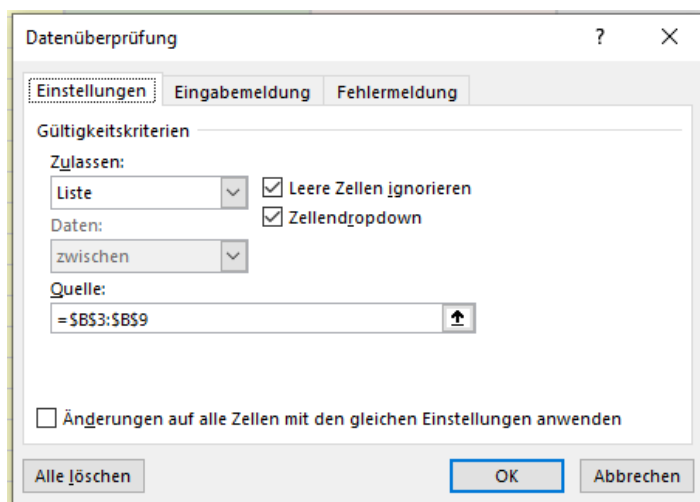 Datenüberprüfung ?
Einstellungen Eingabemeldung Fehlermeldung
Gültigkeitskriterien
Zulassen:
Liste
Leere Zellen ignorieren
Daten:
Zellendropdown
zwischen
Quelle:
=$B$3:$B$9
Änderungen auf alle Zellen mit den gleichen Einstellungen anwenden
Alle löschen OK Abbrechen